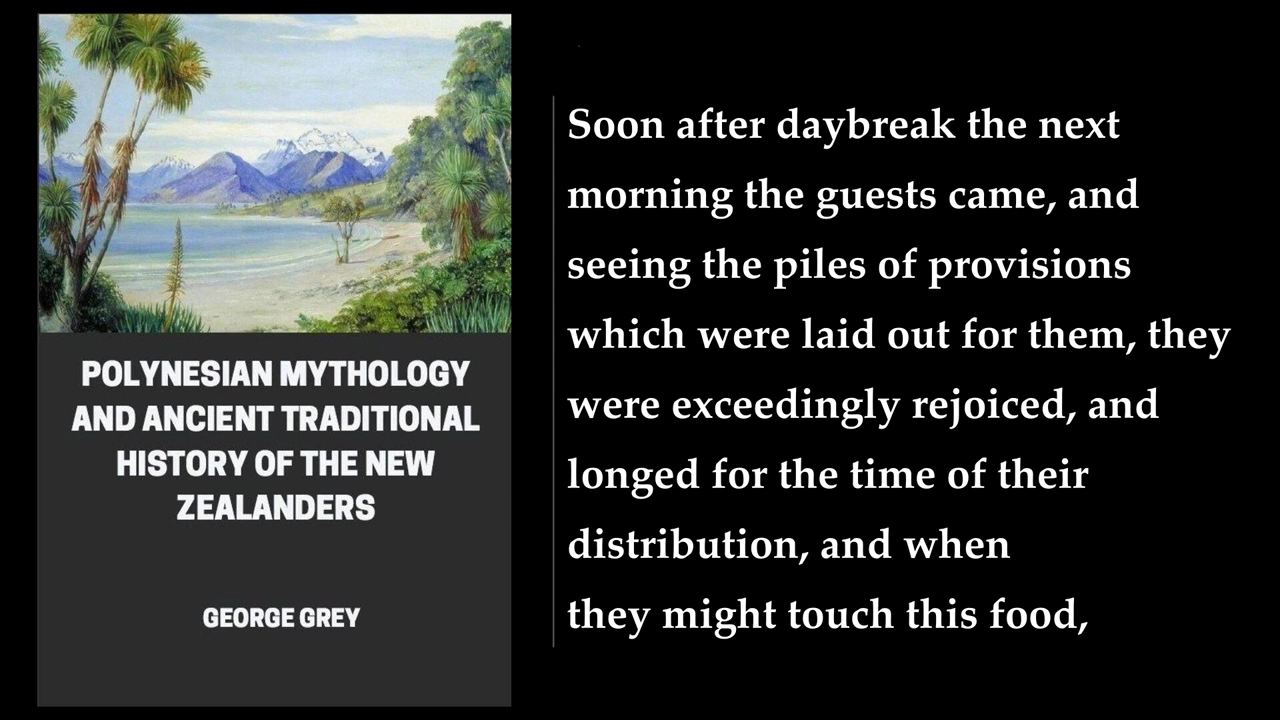 POLYNESIAN MYTHOLOGY
AND ANCIENT TRADITIONAL
HISTORY OF THE NEW
ZEALANDERS
GEORGE GREY
Soon after daybreak the next
morning the guests came, and
seeing the piles of provisions
which were laid out for them, they
were exceedingly rejoiced, and
longed for the time of their
distribution, and when
they might touch this food,